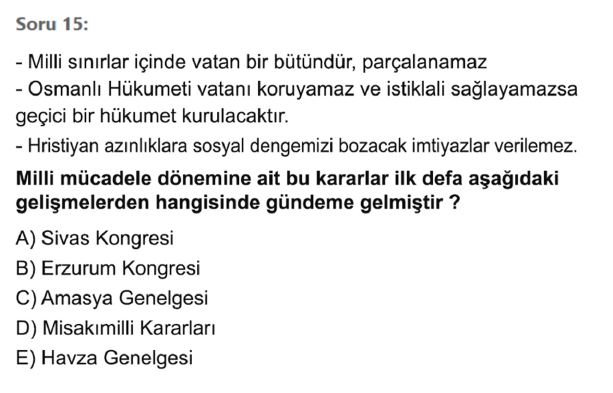 Soru 15:
- Milli sınırlar içinde vatan bir bütündür, parçalanamaz
- Osmanlı Hükumeti vatanı koruyamaz ve istiklali sağlayamazsa
geçici bir hükumet kurulacaktır.
- Hristiyan azınlıklara sosyal dengemizi bozacak imtiyazlar verilemez.
Milli mücadele dönemine ait bu kararlar ilk defa aşağıdaki
gelişmelerden hangisinde gündeme gelmiştir ?
A) Sivas Kongresi
B) Erzurum Kongresi
C) Amasya Genelgesi
D) Misakımilli Kararları
E) Havza Genelgesi